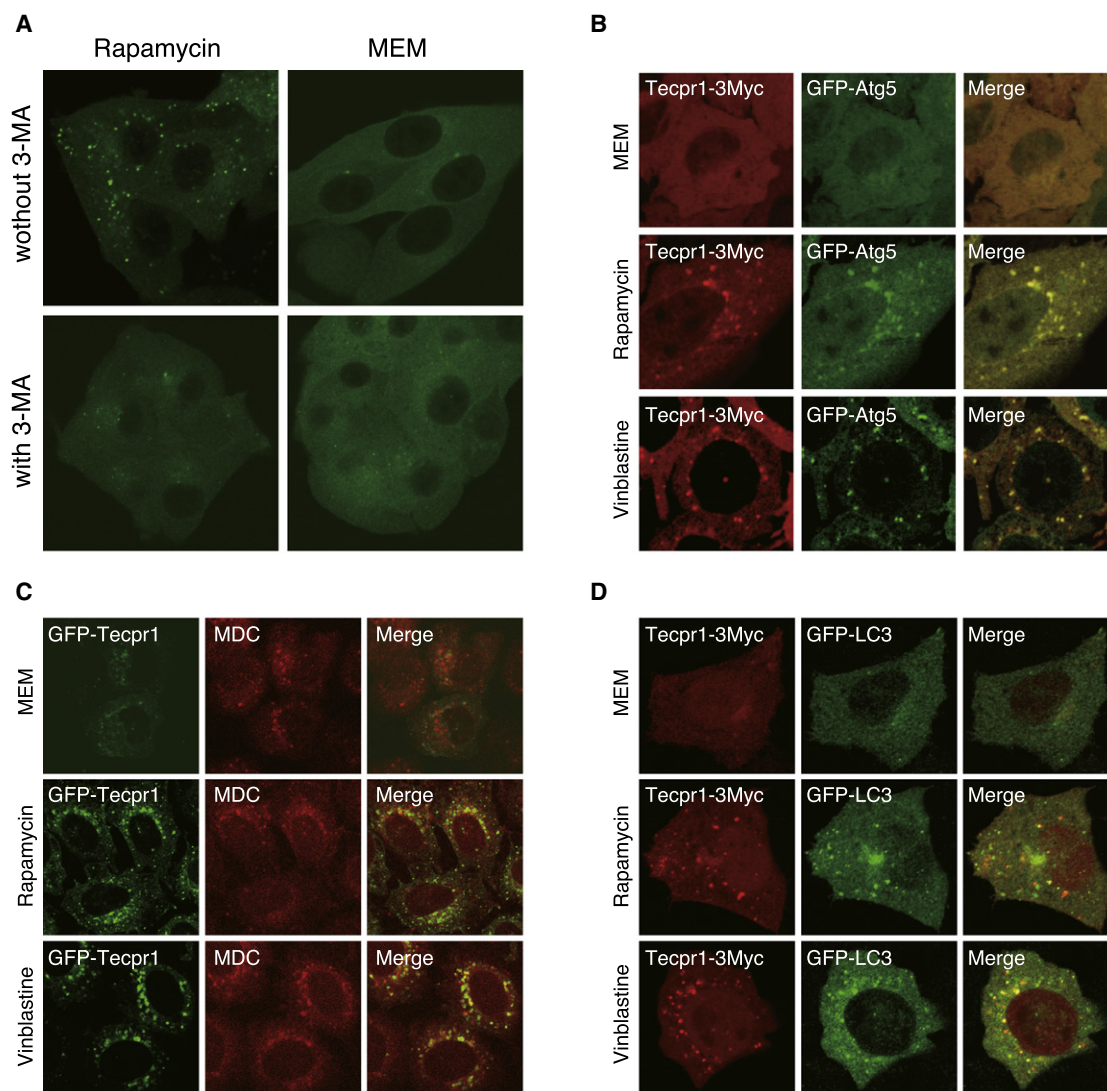 A
Rapamycin MEM
wothout 3-MA
with 3-MA
B
Tecpr1-3Myc GFP-Atg5 Merge
MEM
Tecpr1-3Myc GFP-Atg5 Merge
Rapamycin
Tecpr1-3Myc GFP-Atg5 Merge
Vinblastine
C
GFP-Tecpr1 MDC Merge
MEM
GFP-Tecpr1 MDC Merge
Rapamycin
GFP-Tecpr1 MDC Merge
Vinblastine
D
Tecpr1-3Myc GFP-LC3 Merge
MEM
Tecpr1-3Myc GFP-LC3 Merge
Rapamycin
Tecpr1-3Myc GFP-LC3 Merge
Vinblastine